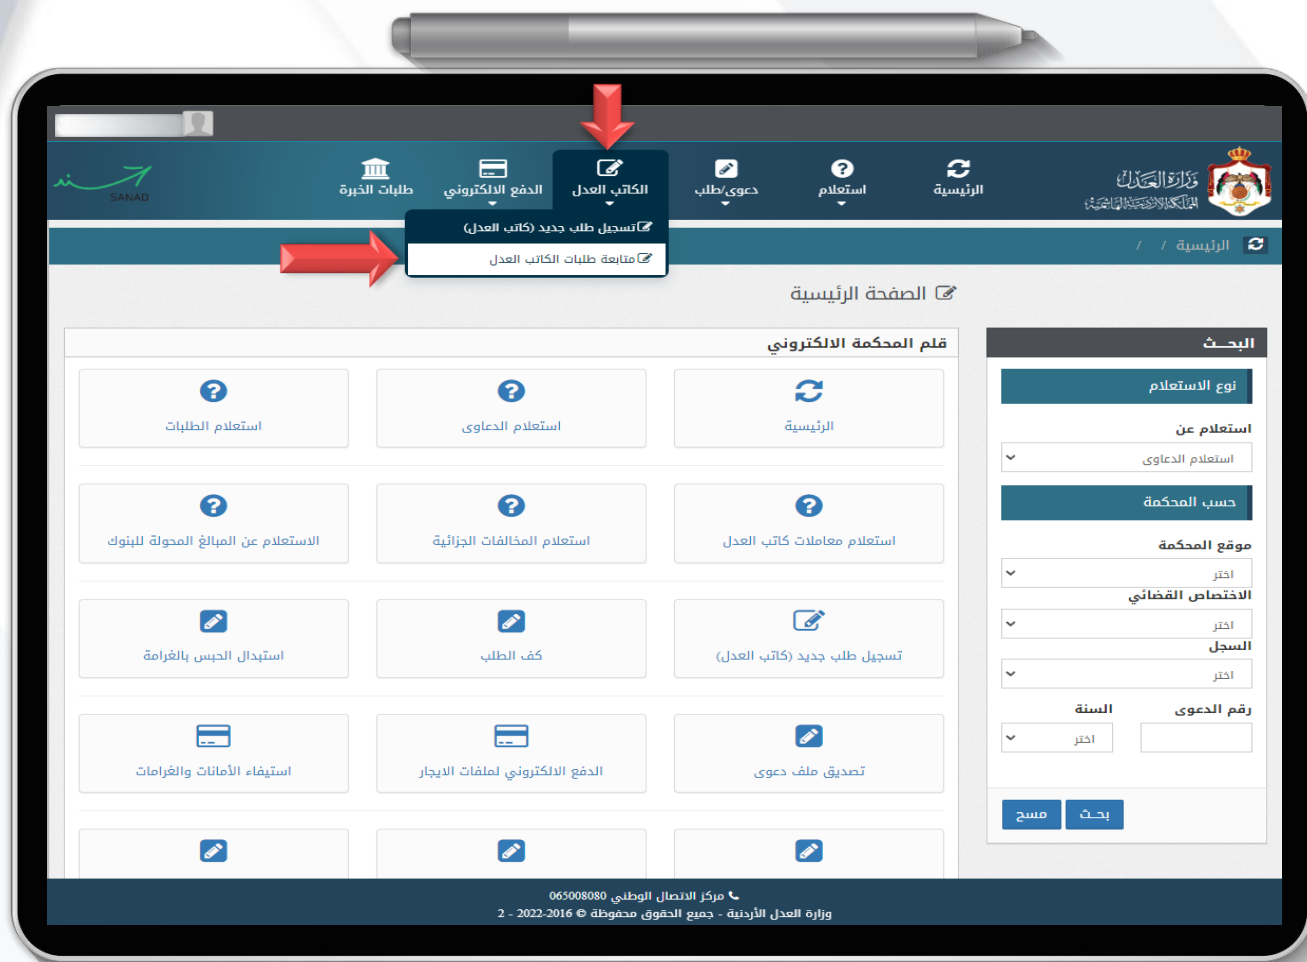 وزارة العدل
المملكة الأردنية الهاشمية
الرئيسية
استعلام
دعوى/طلب
الكاتب العدل
الدفع الالكتروني
طلبات الخبرة
سند
SANAD
تسجيل طلب جديد (كاتب العدل)
متابعة طلبات الكاتب العدل
الرئيسية / /
الصفحة الرئيسية
البحــث
نوع الاستعلام
استعلام عن
استعلام الدعاوى
حسب المحكمة
موقع المحكمة
اختر
الاختصاص القضائي
اختر
السجل
اختر
رقم الدعوى السنة
اختر
بحــث مسح
قلم المحكمة الالكتروني
الرئيسية
استعلام الدعاوى
استعلام الطلبات
استعلام معاملات كاتب العدل
استعلام المخالفات الجزائية
الاستعلام عن المبالغ المحولة للبنوك
تسجيل طلب جديد (كاتب العدل)
كف الطلب
استبدال الحبس بالغرامة
تصديق ملف دعوى
الدفع الالكتروني لملفات الايجار
استيفاء الأمانات والغرامات
مركز الاتصال الوطني 065008080
وزارة العدل الأردنية - جميع الحقوق محفوظة © 2016-2022 - 2